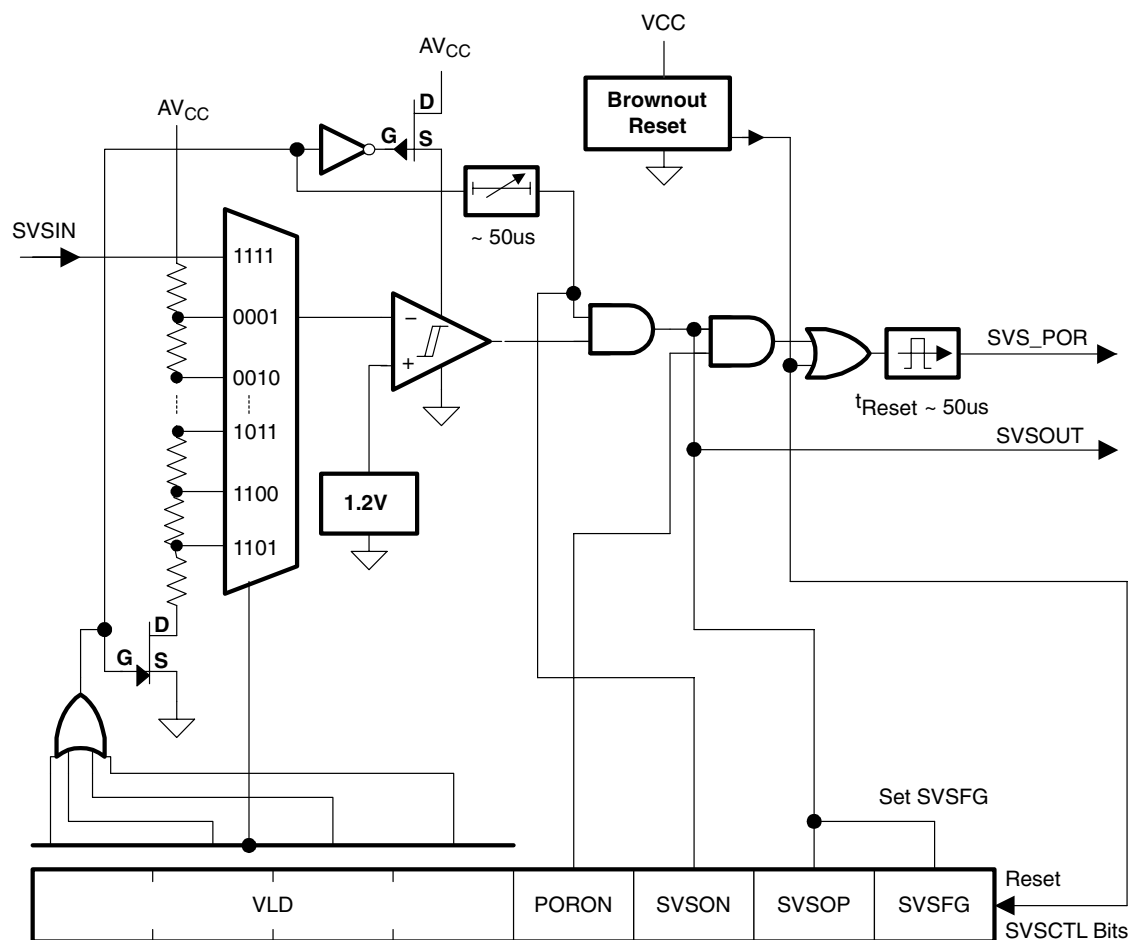 VCC
AVCC
Brownout
Reset
D
AVCC
G
S
SVSIN
~ 50us
1111
0001
–
SVS_POR
0010
+
tReset ~ 50us
1011
SVSOUT
1100
1.2V
1101
D
G
S
Set SVSFG
Reset
VLD
PORON
SVSON
SVSOP
SVSFG
SVSCTL Bits